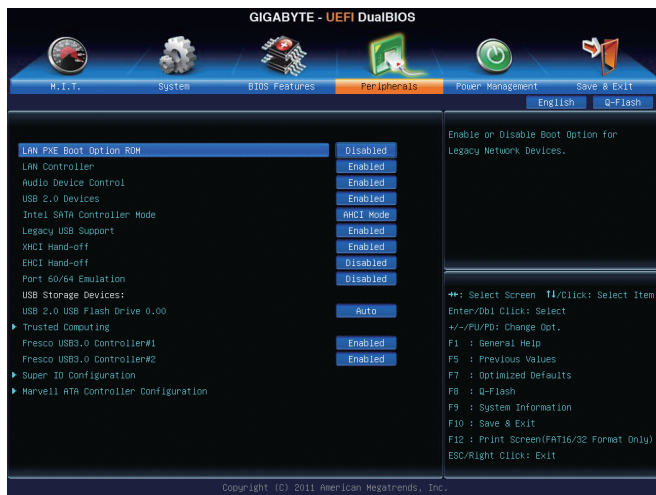 GIGABYTE - UEFI DualBIOS
M.I.T. System BIOS Features Peripherals Power Management Save & Exit
English Q-Flash
LAN PXE Boot Option ROM Disabled
LAN Controller Enabled
Audio Device Control Enabled
USB 2.0 Devices Enabled
Intel SATA Controller Mode AHCI Mode
Legacy USB Support Enabled
XHCI Hand-off Enabled
EHCI Hand-off Disabled
Port 60/64 Emulation Disabled
USB Storage Devices:
USB 2.0 USB Flash Drive 0.00 Auto
Trusted Computing
Fresco USB3.0 Controller#1 Enabled
Fresco USB3.0 Controller#2 Enabled
Super IO Configuration
Marvell ATA Controller Configuration
Enable or Disable Boot Option for
Legacy Network Devices.
↔: Select Screen ↑↓/Click: Select Item
Enter/Dbl Click: Select
+/-/PU/PD: Change Opt.
F1 : General Help
F5 : Previous Values
F7 : Optimized Defaults
F8 : Q-Flash
F9 : System Information
F10 : Save & Exit
F12 : Print Screen(FAT16/32 Format Only)
ESC/Right Click: Exit
Copyright (C) 2011 American Megatrends, Inc.